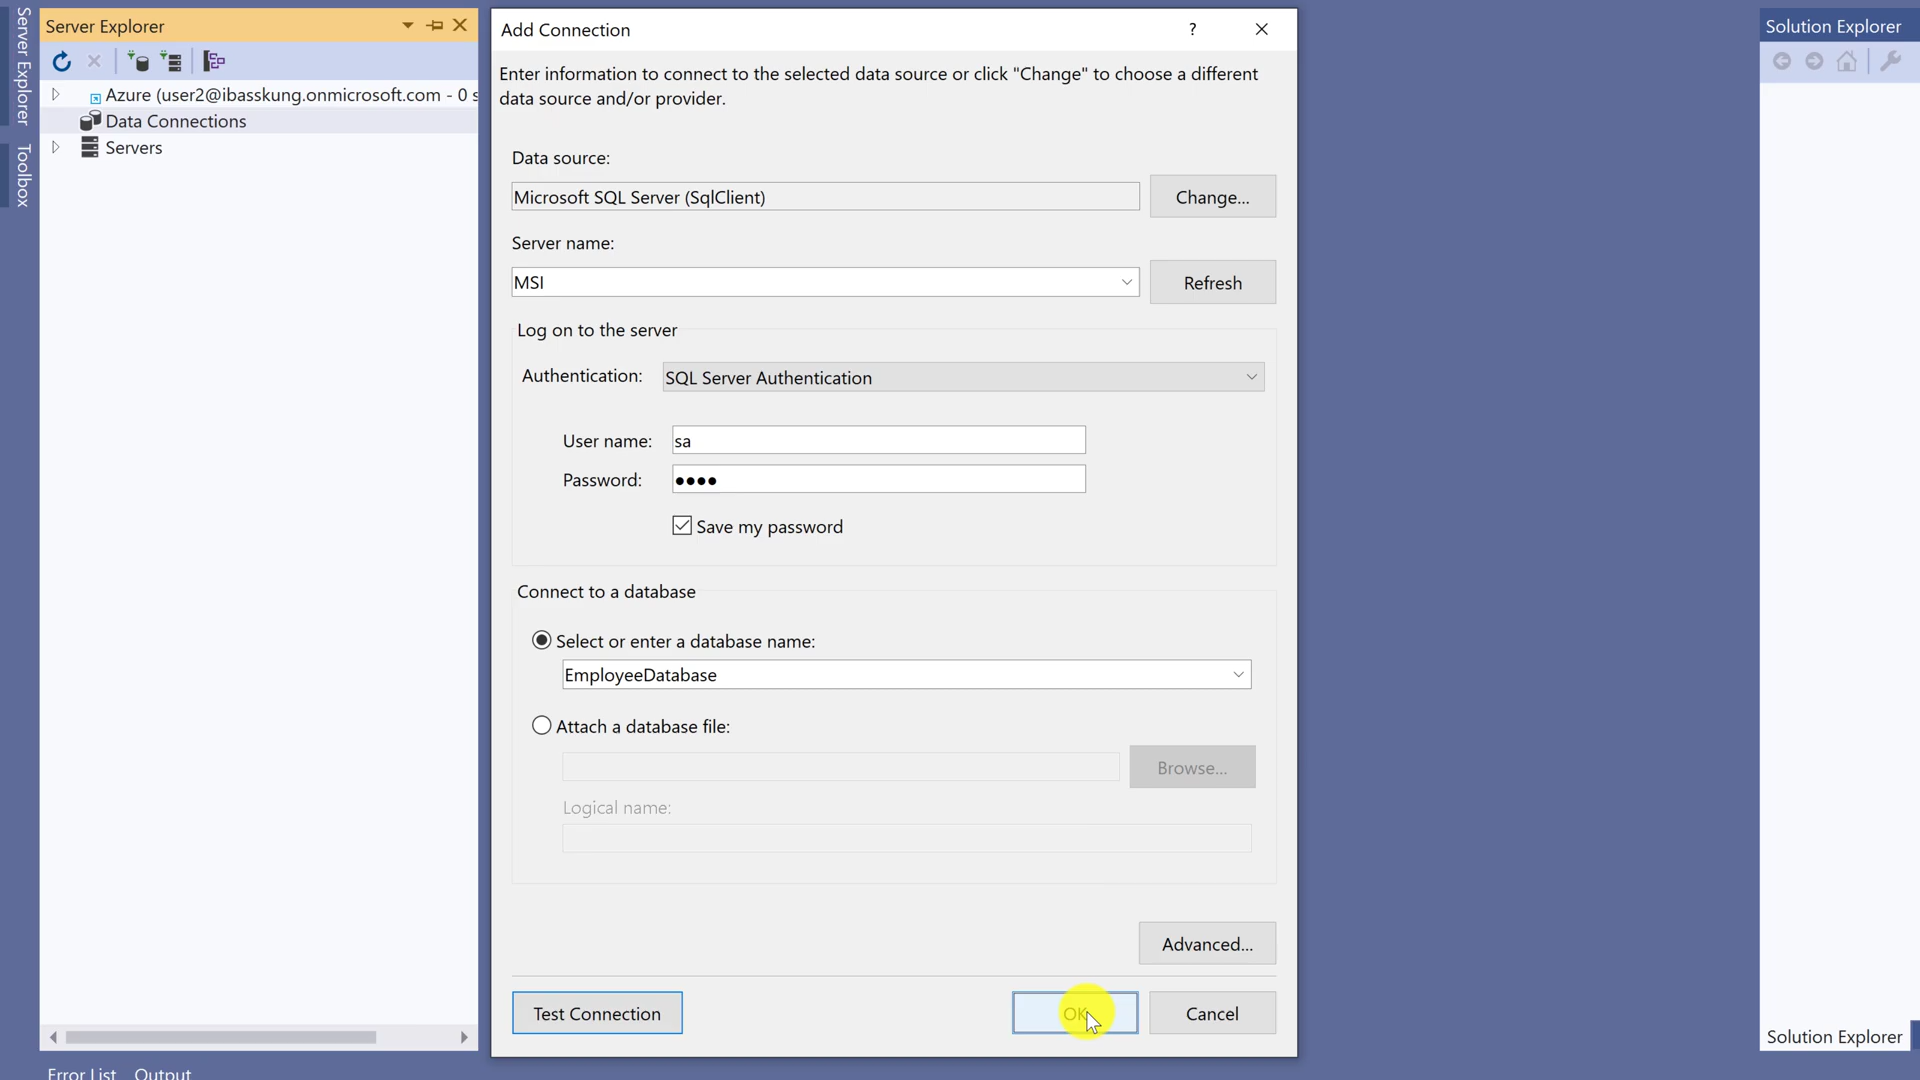 Server Explorer
Toolbox
Server Explorer
Azure (user2@ibasskung.onmicrosoft.com - 0 s
Data Connections
Servers
Add Connection
?
Enter information to connect to the selected data source or click "Change" to choose a different
data source and/or provider.
Data source:
Microsoft SQL Server (SqlClient)
Change...
Server name:
MSI
Refresh
Log on to the server
Authentication:
SQL Server Authentication
User name:
sa
Password:
●●●●
Save my password
Connect to a database
Select or enter a database name:
EmployeeDatabase
Attach a database file:
Browse...
Logical name:
Advanced...
Test Connection
OK
Cancel
Solution Explorer
Solution Explorer
Error List
Output